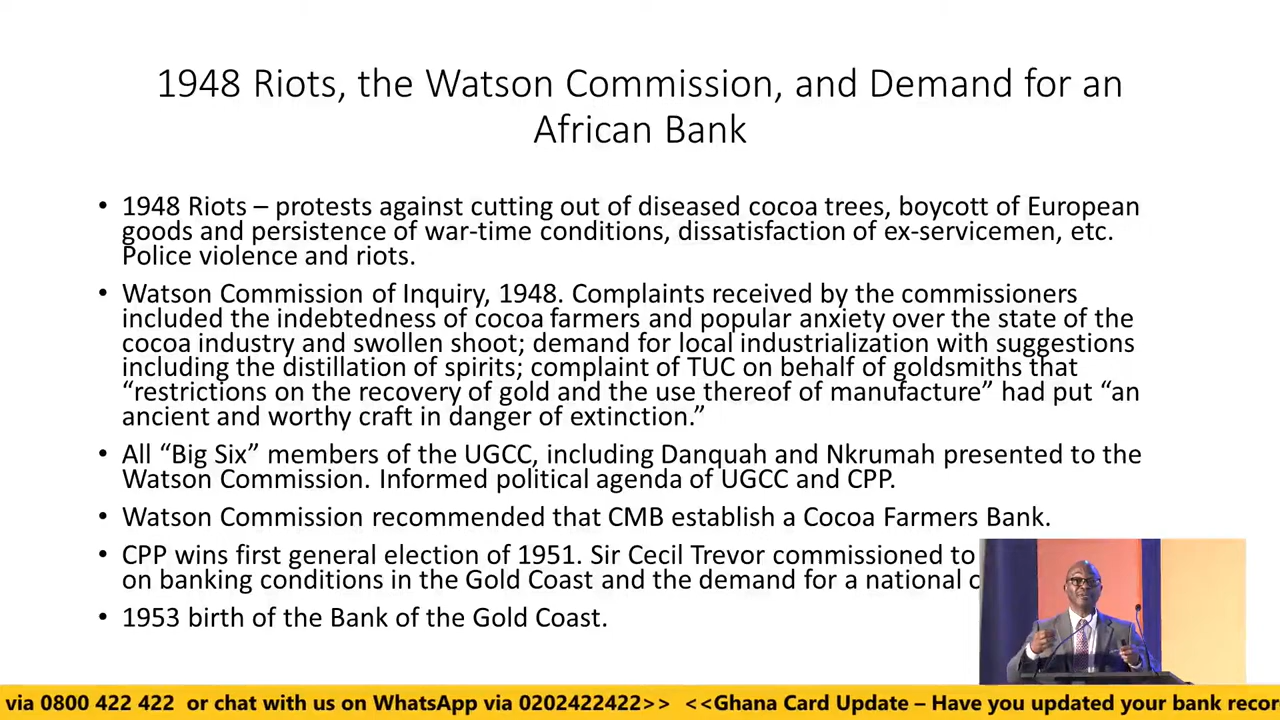 1948 Riots, the Watson Commission, and Demand for an
African Bank
• 1948 Riots – protests against cutting out of diseased cocoa trees, boycott of European
goods and persistence of war-time conditions, dissatisfaction of ex-servicemen, etc.
Police violence and riots.
• Watson Commission of Inquiry, 1948. Complaints received by the commissioners
included the indebtedness of cocoa farmers and popular anxiety over the state of the
cocoa industry and swollen shoot; demand for local industrialization with suggestions
including the distillation of spirits; complaint of TUC on behalf of goldsmiths that
“restrictions on the recovery of gold and the use thereof of manufacture” had put “an
ancient and worthy craft in danger of extinction.”
• All “Big Six” members of the UGCC, including Danquah and Nkrumah presented to the
Watson Commission. Informed political agenda of UGCC and CPP.
• Watson Commission recommended that CMB establish a Cocoa Farmers Bank.
• CPP wins first general election of 1951. Sir Cecil Trevor commissioned to
on banking conditions in the Gold Coast and the demand for a national
• 1953 birth of the Bank of the Gold Coast.
via 0800 422 422 or chat with us on WhatsApp via 0202422422>> <<Ghana Card Update – Have you updated your bank recor